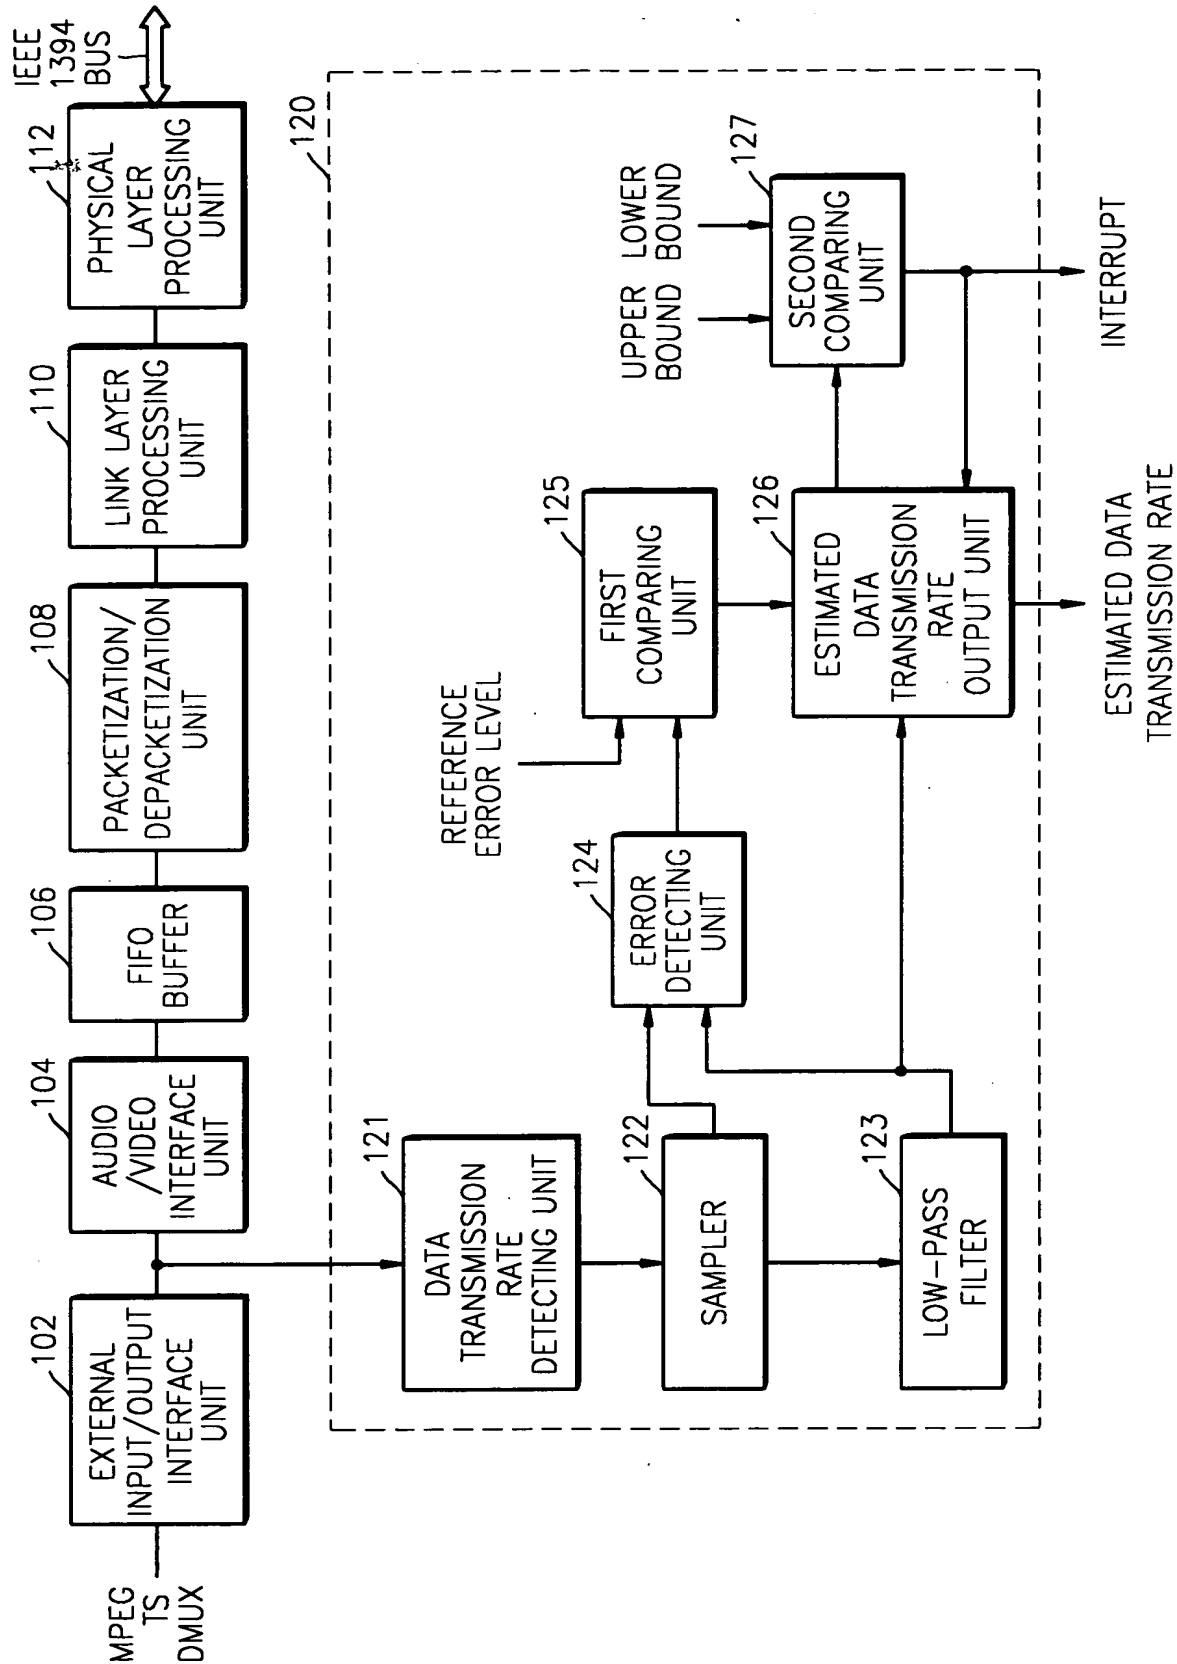 MPEG
TS
DMUX
102
EXTERNAL
INPUT/OUTPUT
INTERFACE
UNIT
104
AUDIO
/VIDEO
INTERFACE
UNIT
106
FIFO
BUFFER
108
PACKETIZATION/
DEPACKETIZATION
UNIT
110
LINK LAYER
PROCESSING
UNIT
112
PHYSICAL
LAYER
PROCESSING
UNIT
IEEE
1394
BUS
120
121
DATA
TRANSMISSION
RATE
DETECTING UNIT
122
SAMPLER
123
LOW-PASS
FILTER
124
ERROR
DETECTING
UNIT
REFERENCE
ERROR LEVEL
125
FIRST
COMPARING
UNIT
126
ESTIMATED
DATA
TRANSMISSION
RATE
OUTPUT UNIT
UPPER
BOUND
LOWER
BOUND
127
SECOND
COMPARING
UNIT
ESTIMATED DATA
TRANSMISSION RATE
INTERRUPT